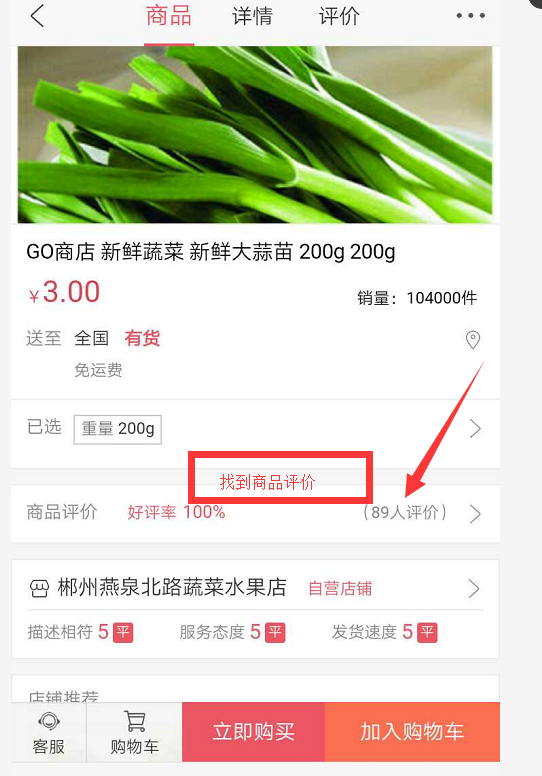 商品 详情 评价
GO商店 新鲜蔬菜 新鲜大蒜苗 200g 200g
￥3.00 销量：104000件
送至 全国 有货
免运费
已选 重量 200g
找到商品评价
商品评价 好评率 100% （89人评价）
郴州燕泉北路蔬菜水果店 自营店铺
描述相符 5 平 服务态度 5 平 发货速度 5 平
店铺推荐
客服 购物车 立即购买 加入购物车